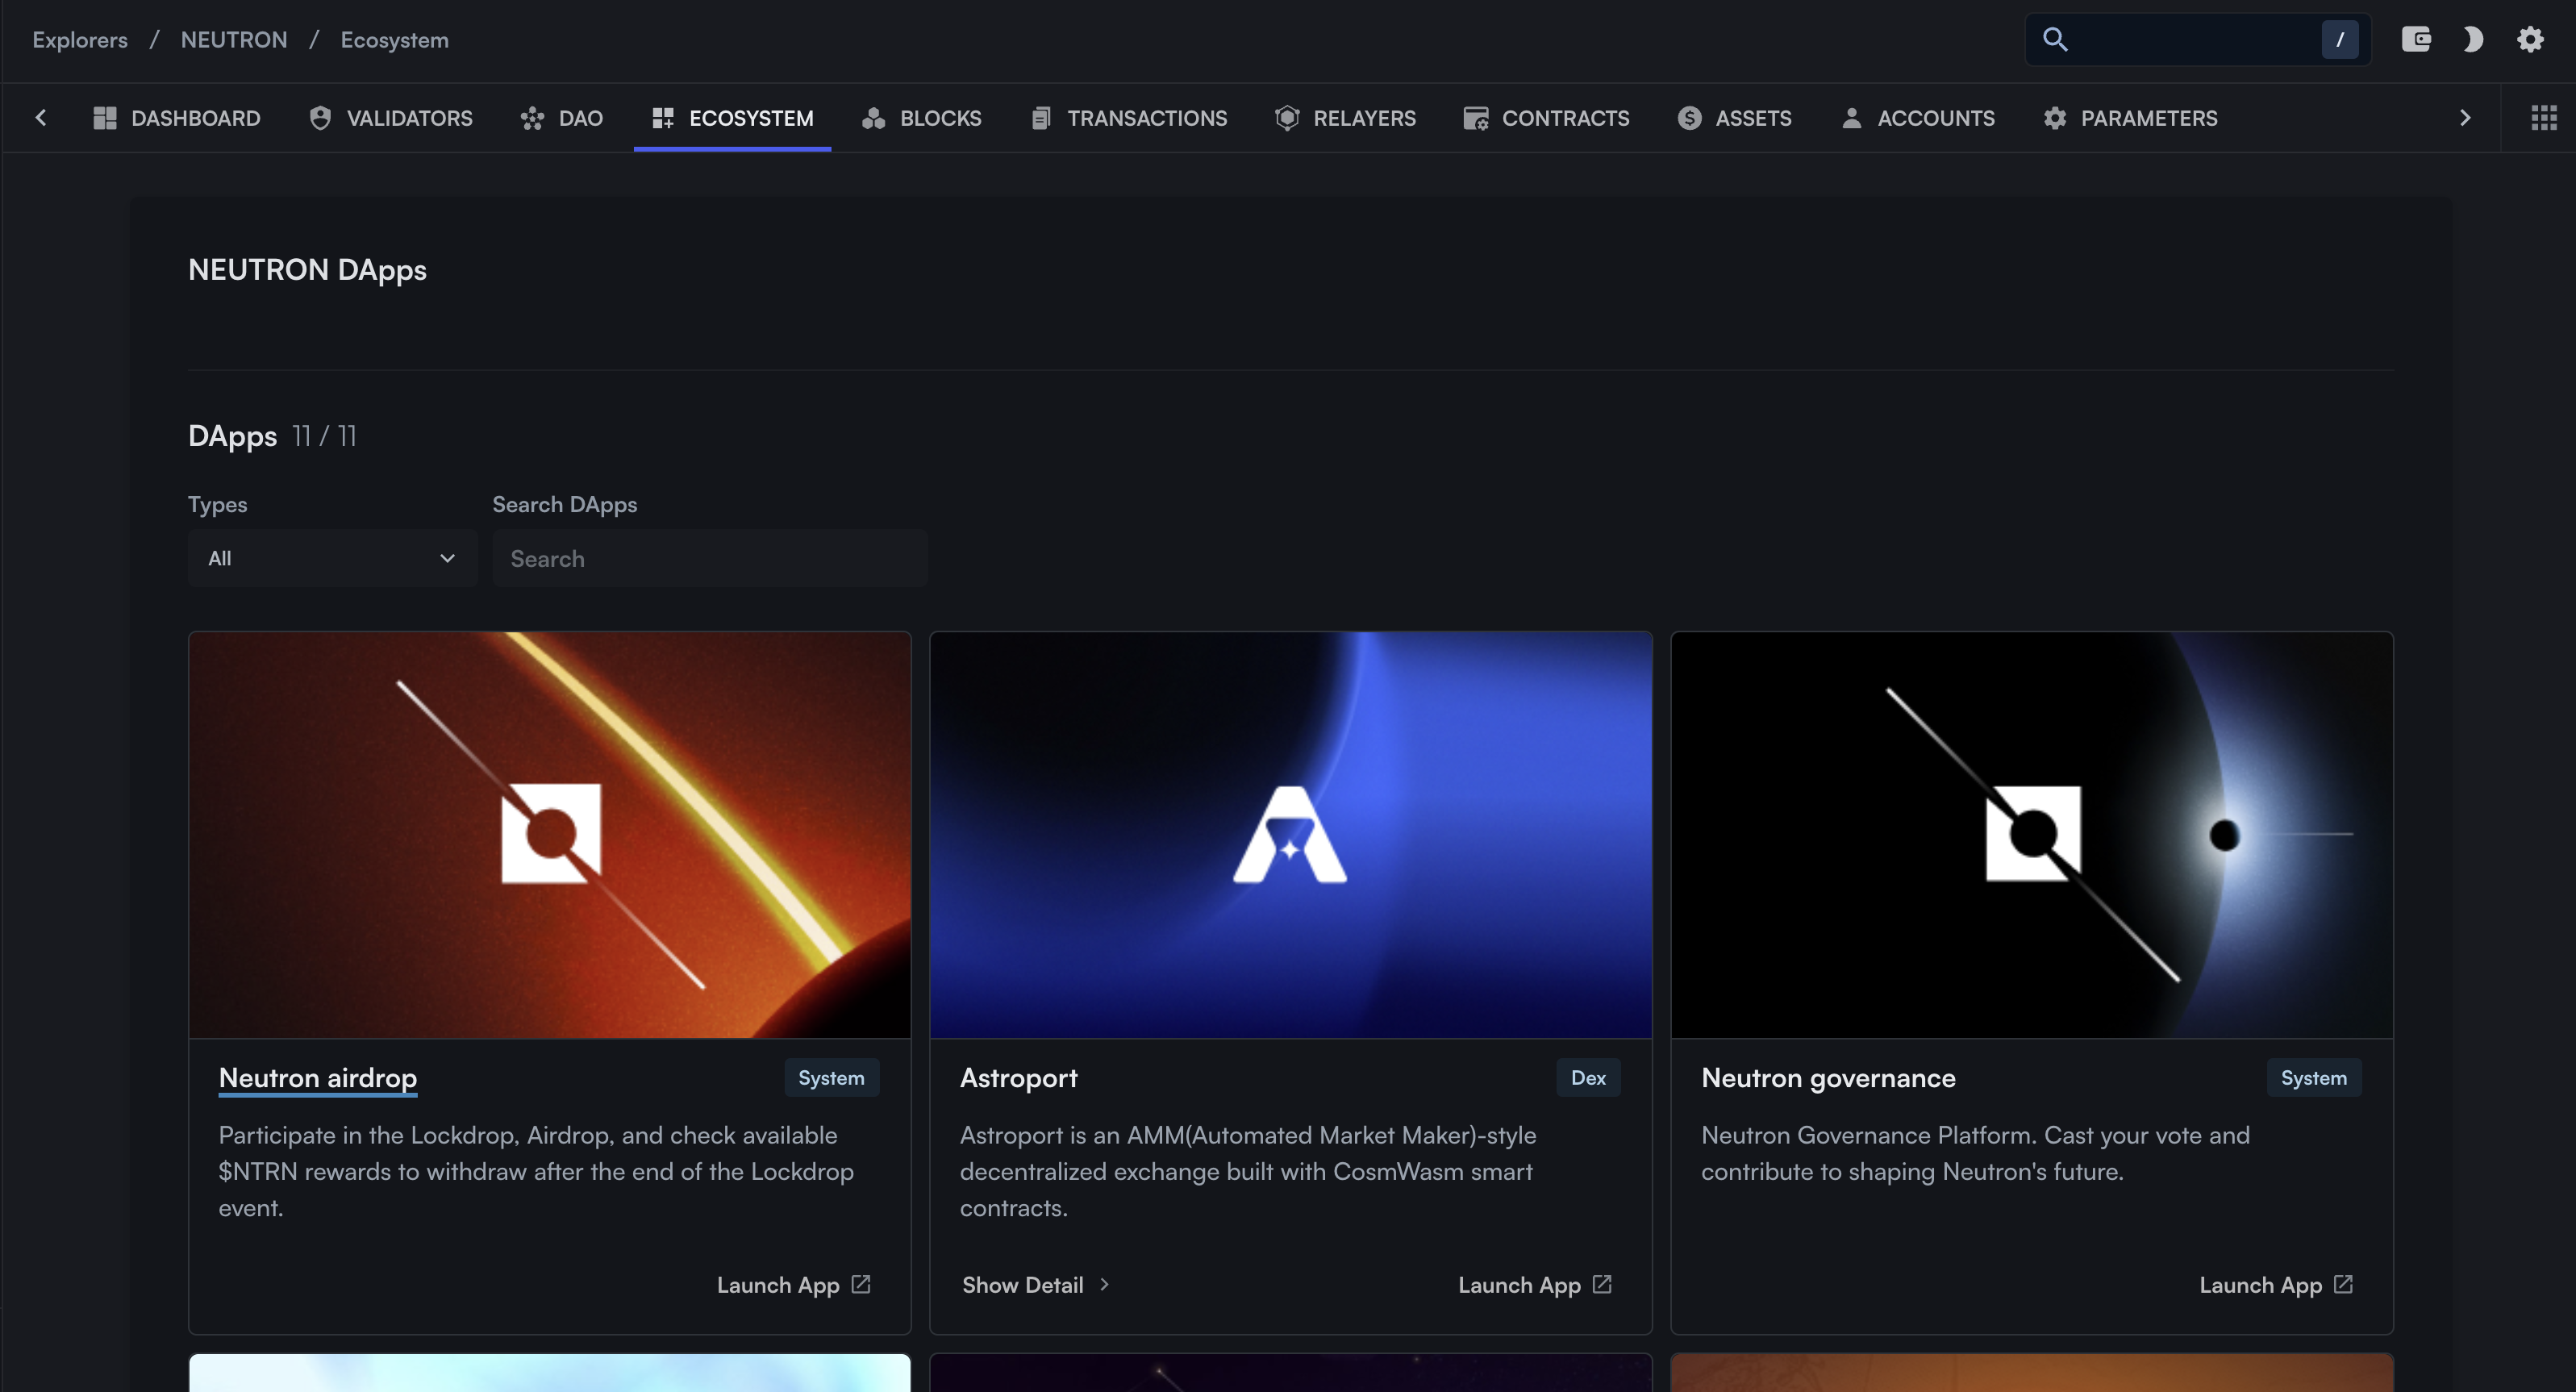 Explorers / NEUTRON / Ecosystem
/
DASHBOARD VALIDATORS DAO ECOSYSTEM BLOCKS TRANSACTIONS RELAYERS CONTRACTS ASSETS ACCOUNTS PARAMETERS
NEUTRON DApps
DApps 11 / 11
Types
Search DApps
All
Search
Neutron airdrop
System
Participate in the Lockdrop, Airdrop, and check available
$NTRN rewards to withdraw after the end of the Lockdrop
event.
Launch App
Astroport
Dex
Astroport is an AMM(Automated Market Maker)-style
decentralized exchange built with CosmWasm smart
contracts.
Show Detail
Launch App
Neutron governance
System
Neutron Governance Platform. Cast your vote and
contribute to shaping Neutron's future.
Launch App